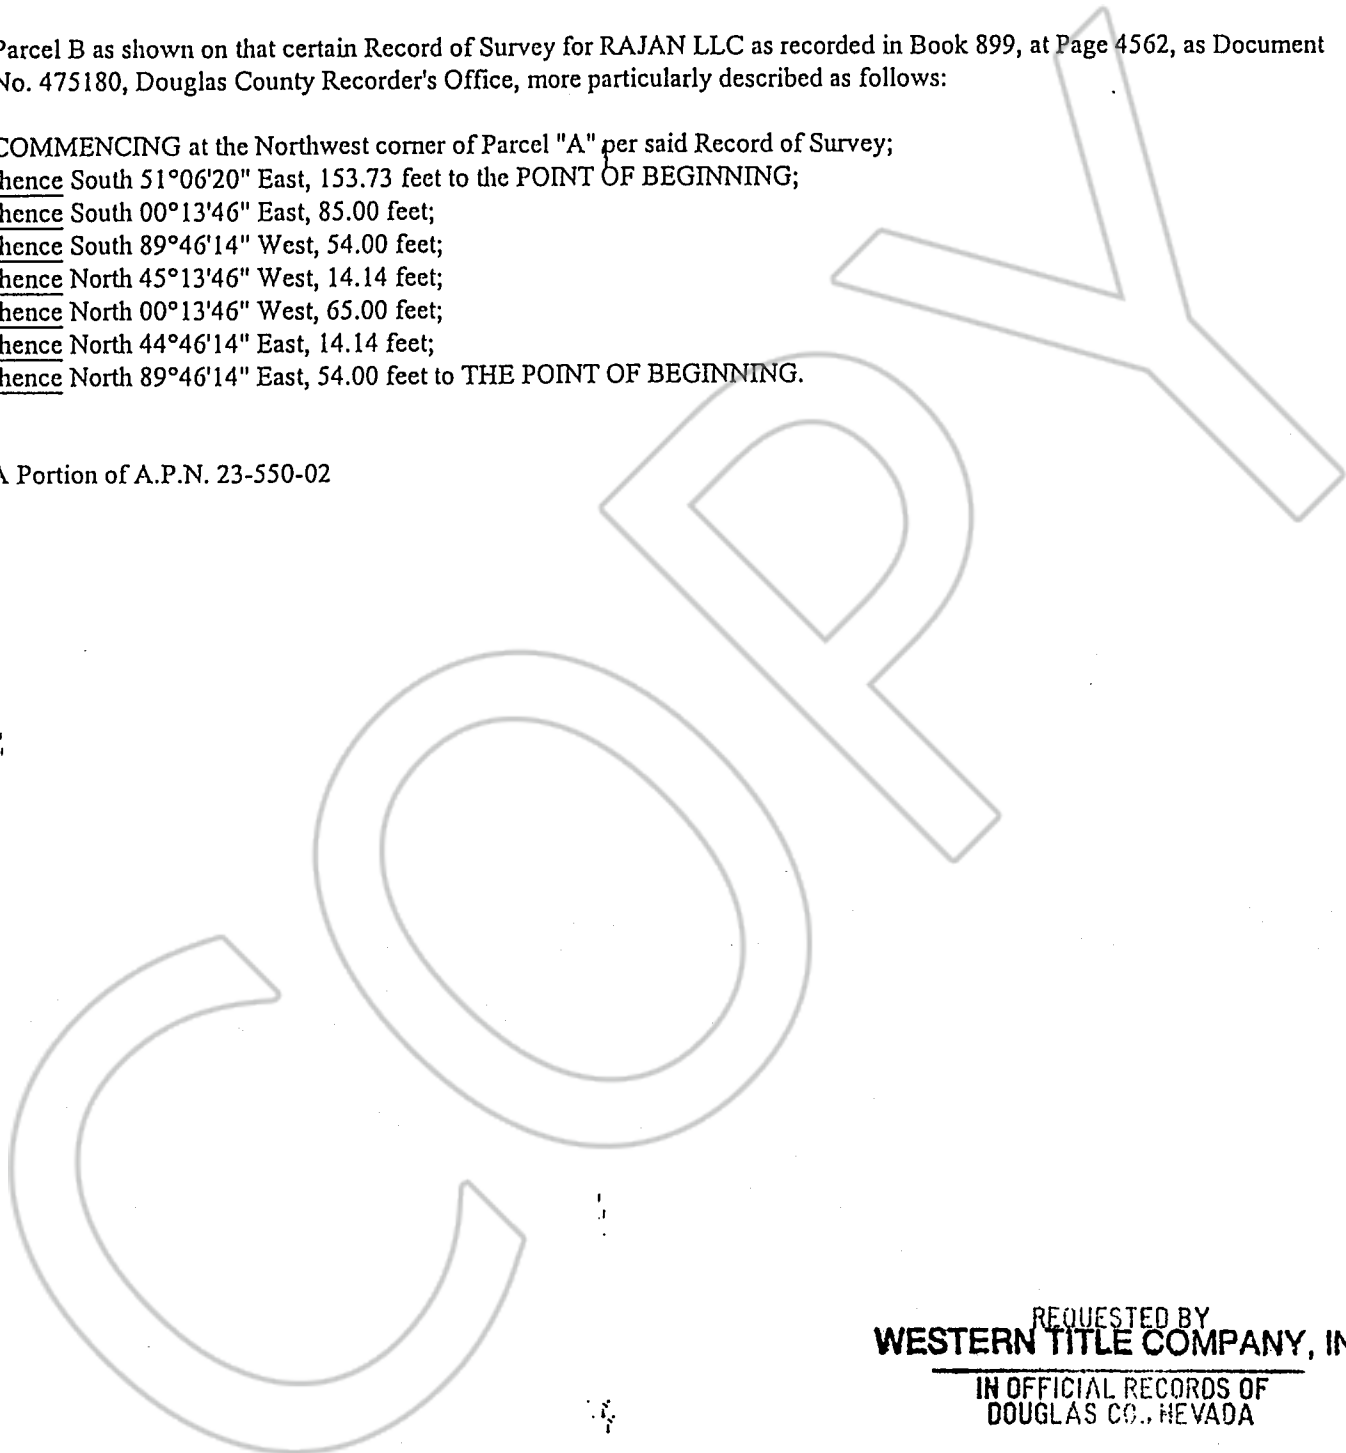 Parcel B as shown on that certain Record of Survey for RAJAN LLC as recorded in Book 899, at Page 4562, as Document
No. 475180, Douglas County Recorder's Office, more particularly described as follows:
COMMENCING at the Northwest corner of Parcel "A" per said Record of Survey;
hence South 51°06'20" East, 153.73 feet to the POINT OF BEGINNING;
hence South 00°13'46" East, 85.00 feet;
hence South 89°46'14" West, 54.00 feet;
hence North 45°13'46" West, 14.14 feet;
hence North 00°13'46" West, 65.00 feet;
hence North 44°46'14" East, 14.14 feet;
hence North 89°46'14" East, 54.00 feet to THE POINT OF BEGINNING.
A Portion of A.P.N. 23-550-02
COPY
REQUESTED BY
WESTERN TITLE COMPANY, IN
IN OFFICIAL RECORDS OF
DOUGLAS CO., NEVADA